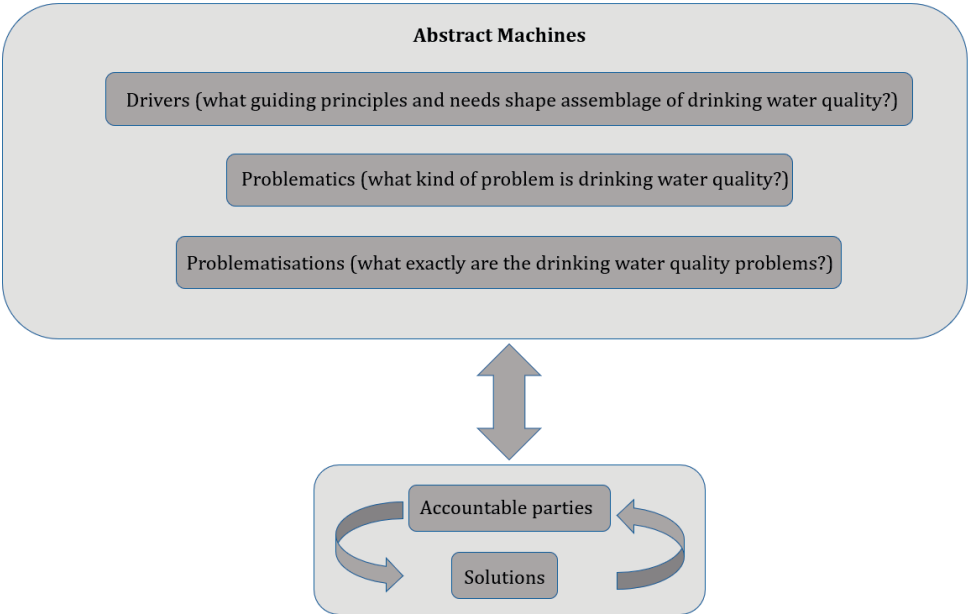 Abstract Machines
Drivers (what guiding principles and needs shape assemblage of drinking water quality?)
Problematics (what kind of problem is drinking water quality?)
Problematisations (what exactly are the drinking water quality problems?)
Accountable parties
Solutions